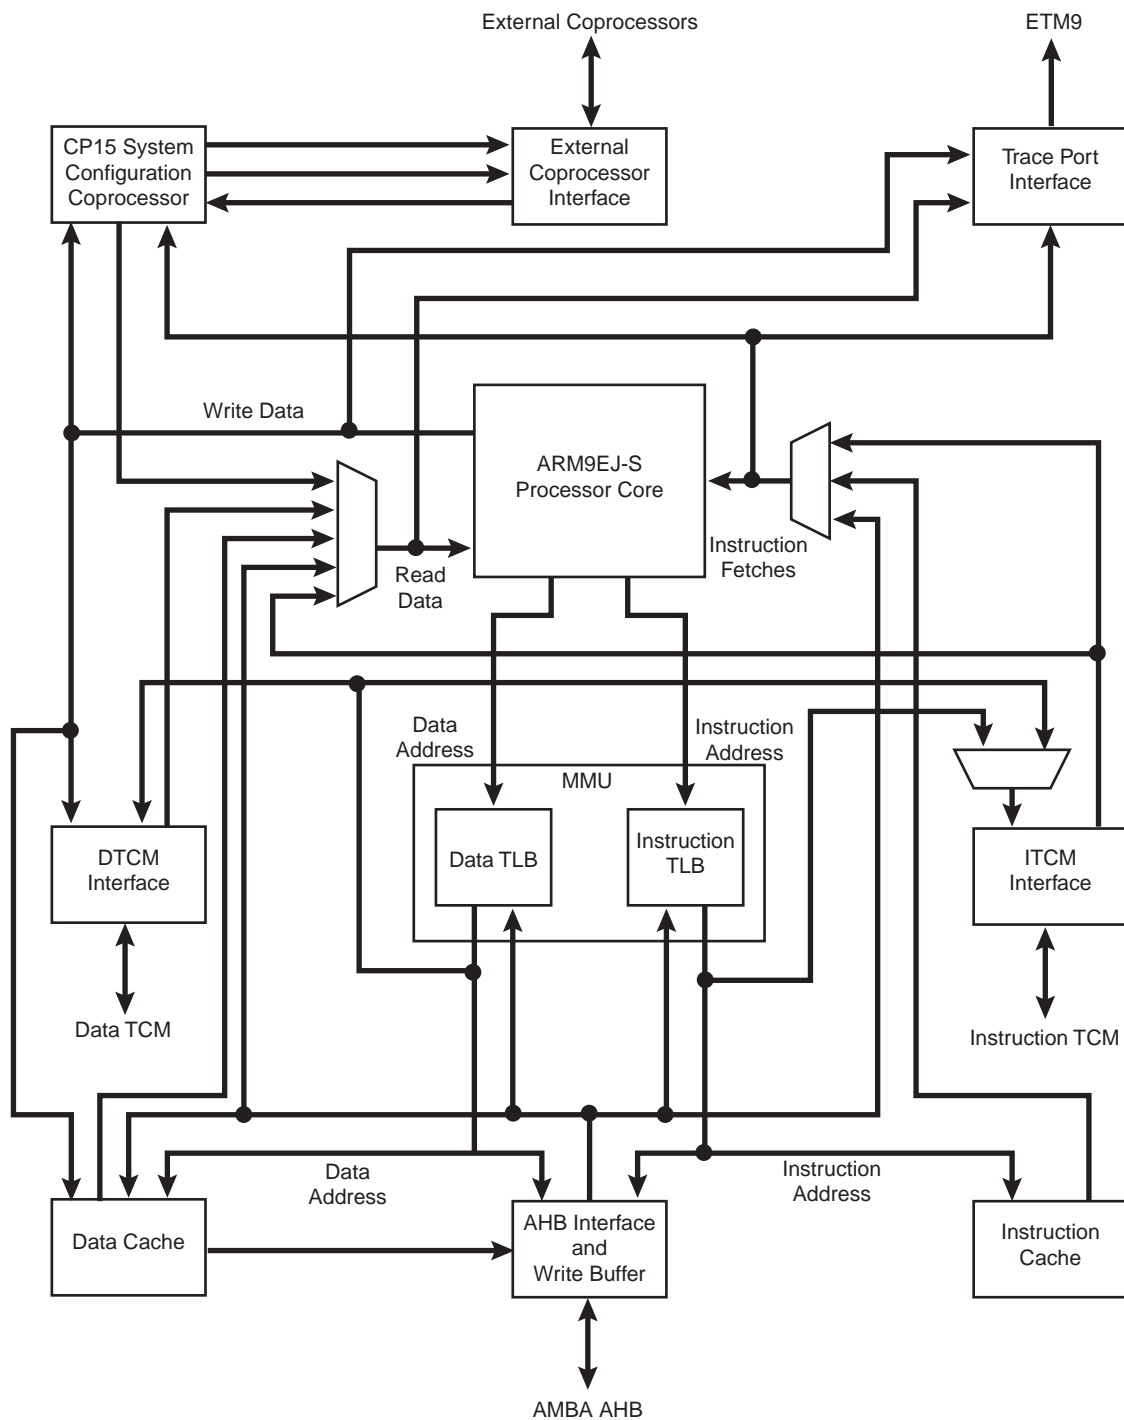 External Coprocessors
ETM9
CP15 System
Configuration
Coprocessor
External
Coprocessor
Interface
Trace Port
Interface
Write Data
ARM9EJ-S
Processor Core
Instruction
Fetches
Read
Data
Data
Address
Instruction
Address
MMU
DTCM
Interface
Data TLB
Instruction
TLB
ITCM
Interface
Data TCM
Instruction TCM
Data
Address
Instruction
Address
Data Cache
AHB Interface
and
Write Buffer
Instruction
Cache
AMBA AHB